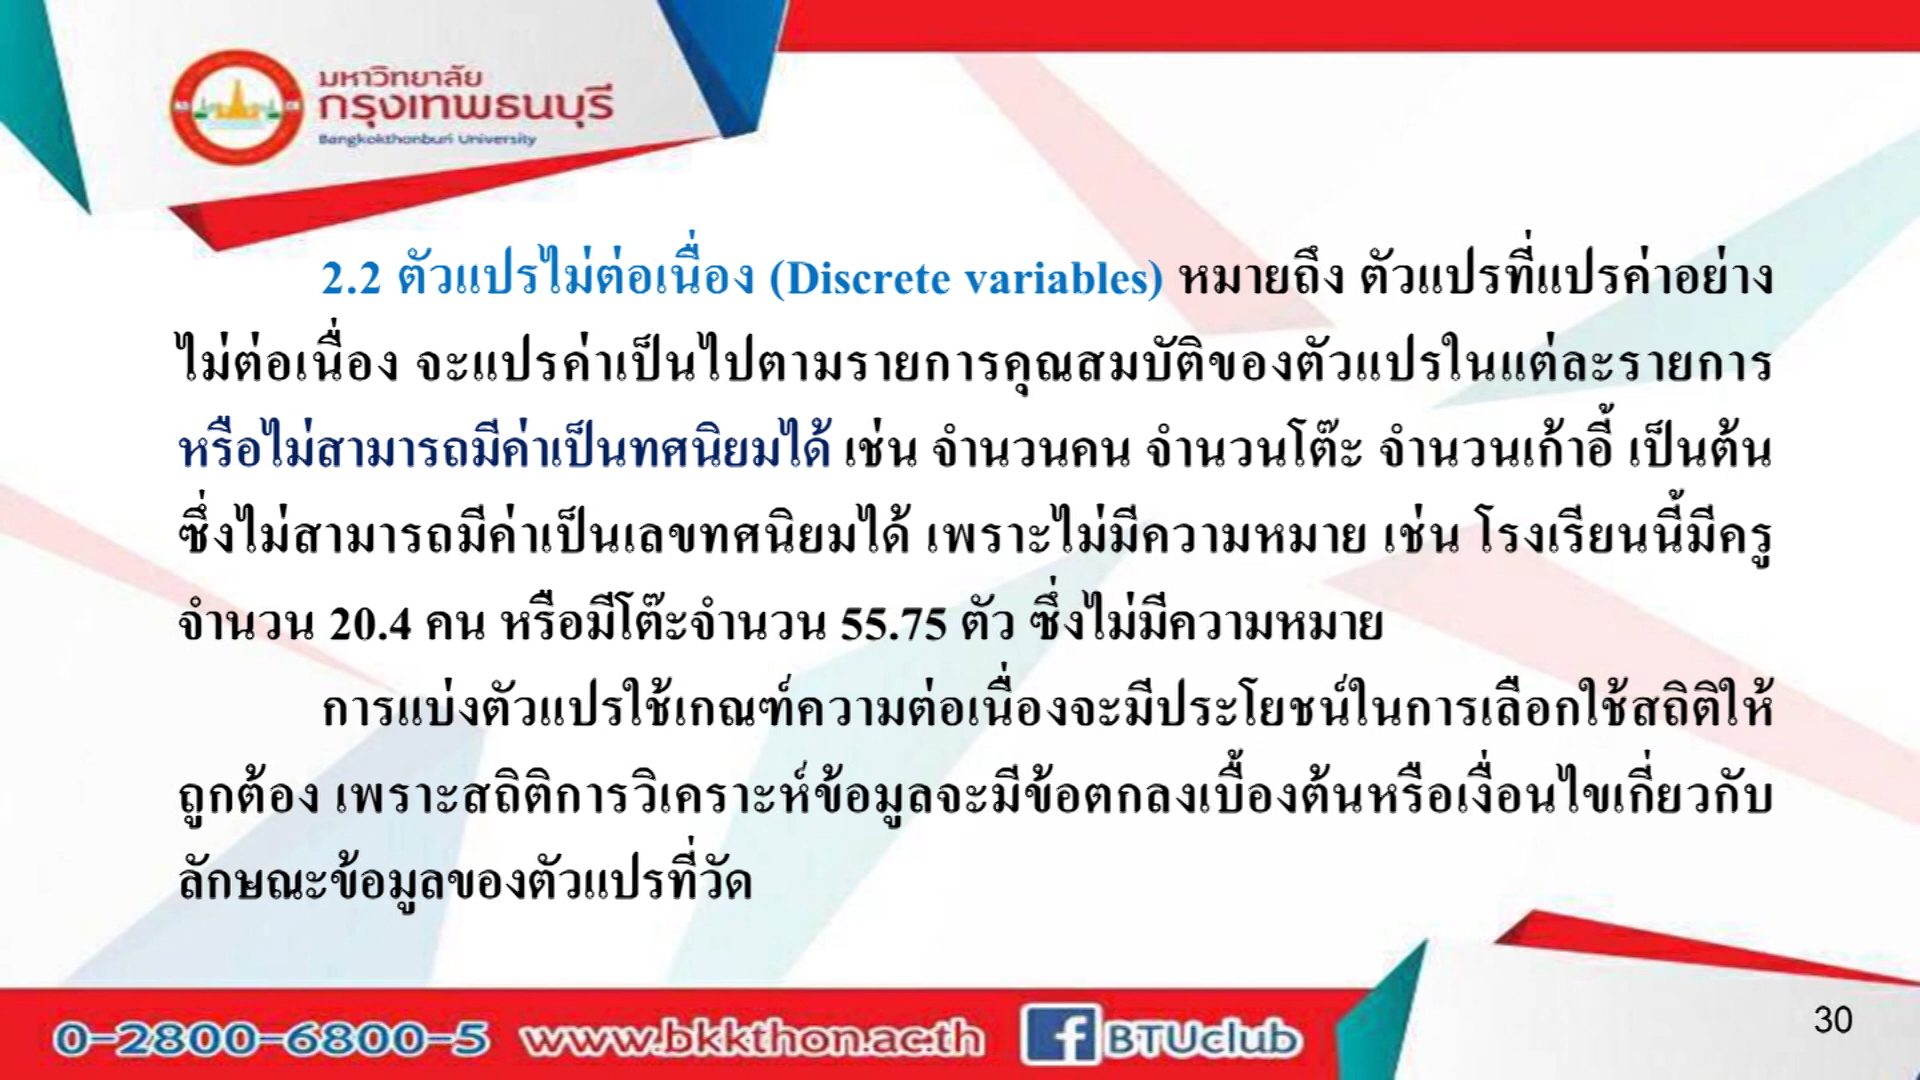 มหาวิทยาลัย
กรุงเทพธนบุรี
Bangkokthonburi University
2.2 ตัวแปรไม่ต่อเนื่อง (Discrete variables) หมายถึง ตัวแปรที่แปรค่าอย่าง
ไม่ต่อเนื่อง จะแปรค่าเป็นไปตามรายการคุณสมบัติของตัวแปรในแต่ละรายการ
หรือไม่สามารถมีค่าเป็นทศนิยมได้ เช่น จำนวนคน จำนวนโต๊ะ จำนวนเก้าอี้ เป็นต้น
ซึ่งไม่สามารถมีค่าเป็นเลขทศนิยมได้ เพราะไม่มีความหมาย เช่น โรงเรียนนี้มีครู
จำนวน 20.4 คน หรือมีโต๊ะจำนวน 55.75 ตัว ซึ่งไม่มีความหมาย
การแบ่งตัวแปรใช้เกณฑ์ความต่อเนื่องจะมีประโยชน์ในการเลือกใช้สถิติให้
ถูกต้อง เพราะสถิติการวิเคราะห์ข้อมูลจะมีข้อตกลงเบื้องต้นหรือเงื่อนไขเกี่ยวกับ
ลักษณะข้อมูลของตัวแปรที่วัด
0-2800-6800-5 www.bkkthon.ac.th f BTUclub
30